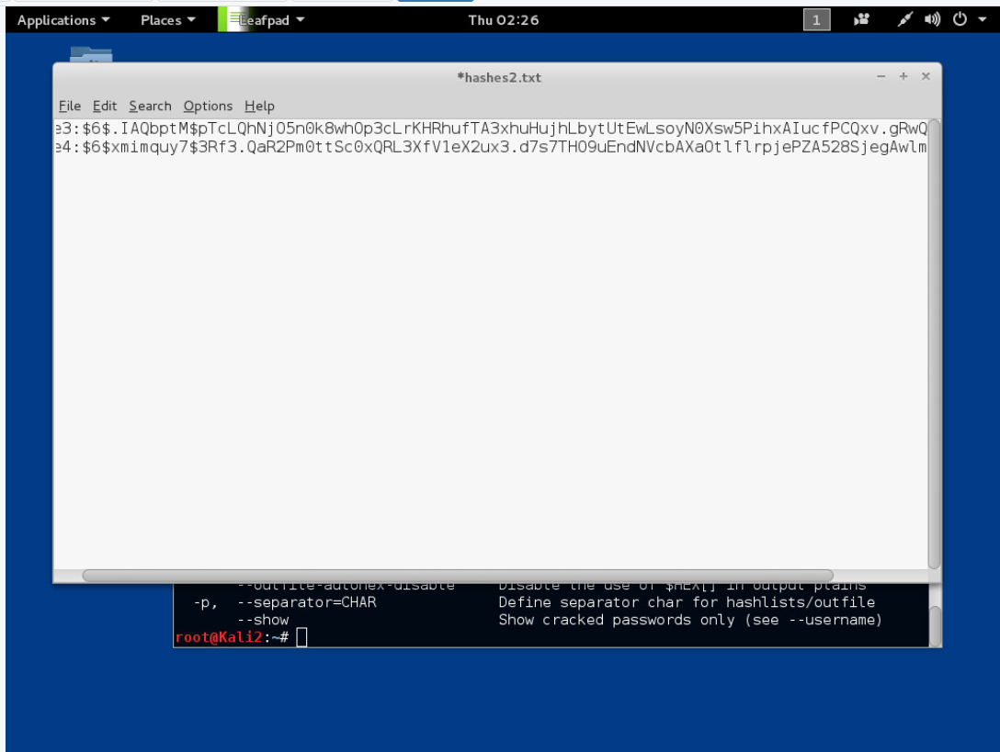 Applications Places Leafpad Thu 02:26 1
*hashes2.txt
File Edit Search Options Help
e3:$6$.IAQbptM$pTcLQhNjO5n0k8whOp3cLrKHRhufTA3xhuHujhLbytUtEwLsoyN0Xsw5PihxAIucfPCQxv.gRwQ
e4:$6$xmimquy7$3Rf3.QaR2Pm0ttSc0xQRL3XfV1eX2ux3.d7s7THO9uEndNVcbAXaOtlflrpjePZA528SjegAwlm
--outfile-autohex-disable Disable the use of $HEX[] in output plains
-p, --separator=CHAR Define separator char for hashlists/outfile
--show Show cracked passwords only (see --username)
root@Kali2:~#